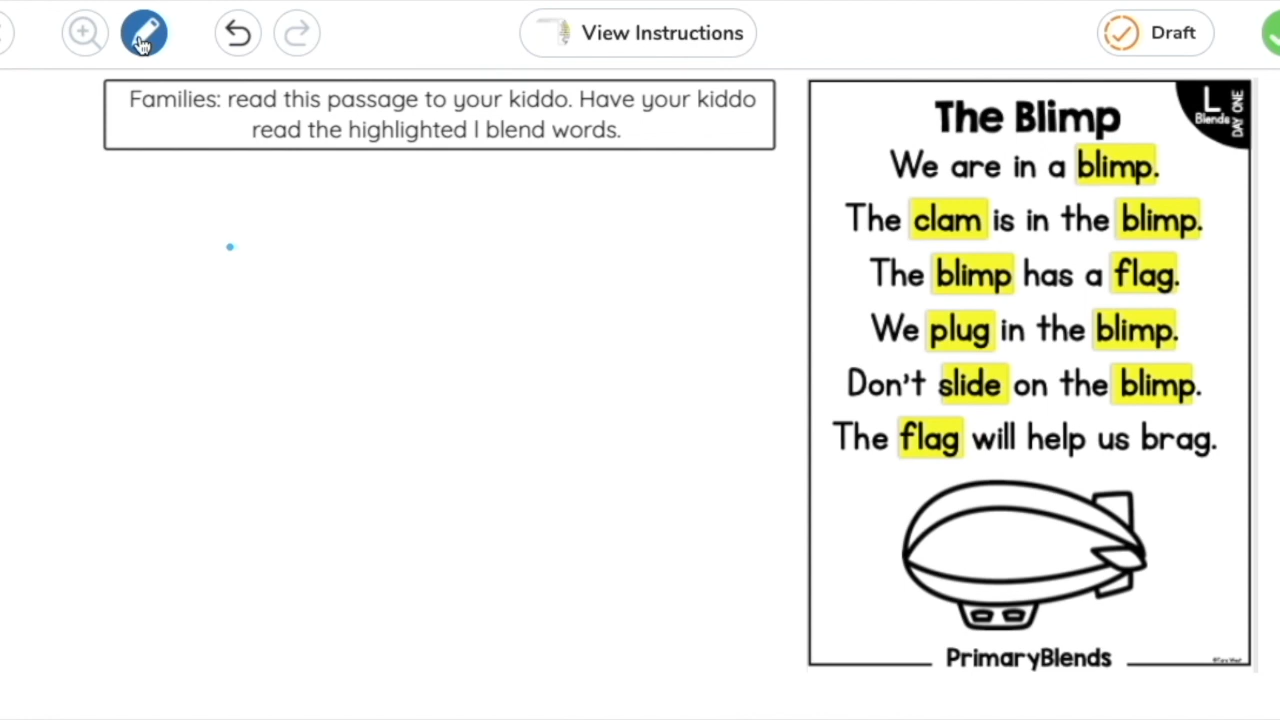 View Instructions
Draft
Families: read this passage to your kiddo. Have your kiddo
read the highlighted l blend words.
L
Blends
DAY ONE
The Blimp
We are in a blimp.
The clam is in the blimp.
The blimp has a flag.
We plug in the blimp.
Don't slide on the blimp.
The flag will help us brag.
PrimaryBlends